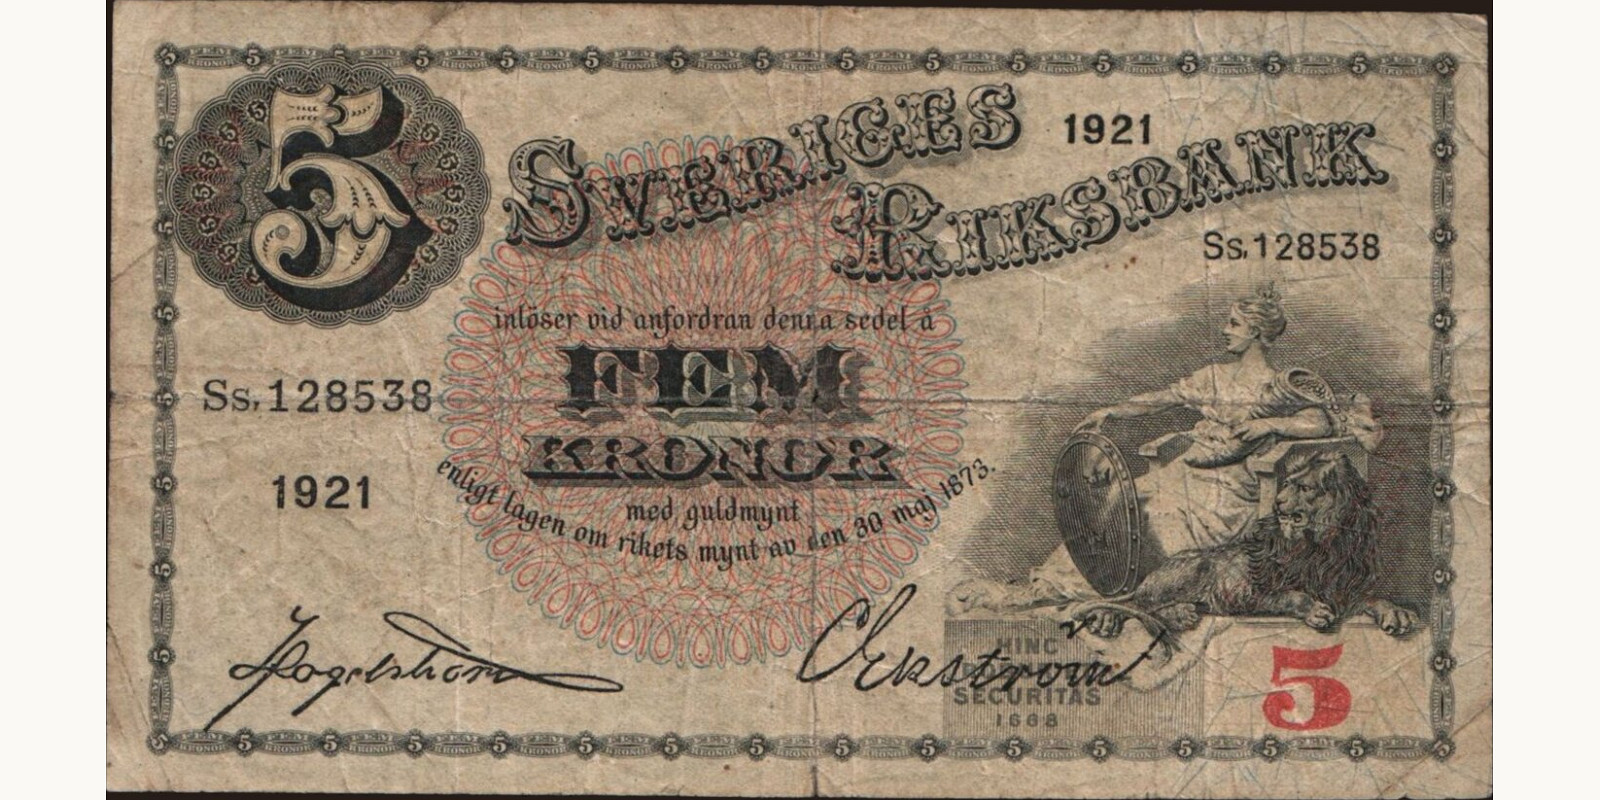 5
SVERIGES
1921
RIKSBANK
Ss,128538
inlöser vid anfordran denna sedel å
FEM
Ss,128538
KRONOR
1921
med guldmynt
enligt lagen om rikets mynt av den 30 maj 1873.
HINC
SECURITAS
1668
5